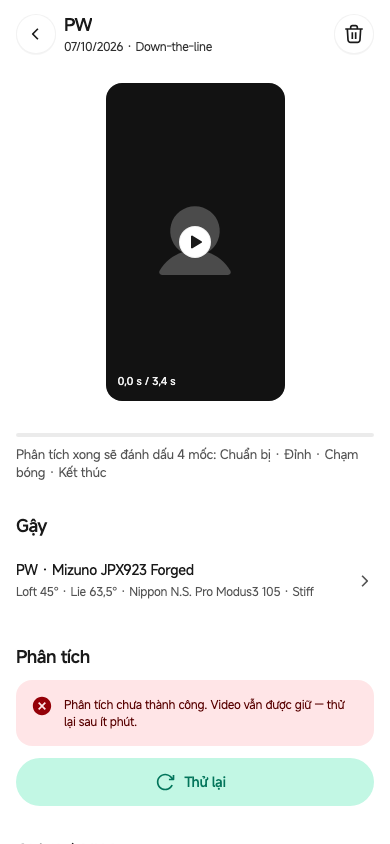 PW
07/10/2026 · Down-the-line
0,0 s / 3,4 s
Phân tích xong sẽ đánh dấu 4 mốc: Chuẩn bị · Đỉnh · Chạm
bóng · Kết thúc
Gậy
PW · Mizuno JPX923 Forged
Loft 45° · Lie 63,5° · Nippon N.S. Pro Modus3 105 · Stiff
Phân tích
Phân tích chưa thành công. Video vẫn được giữ — thử
lại sau ít phút.
Thử lại